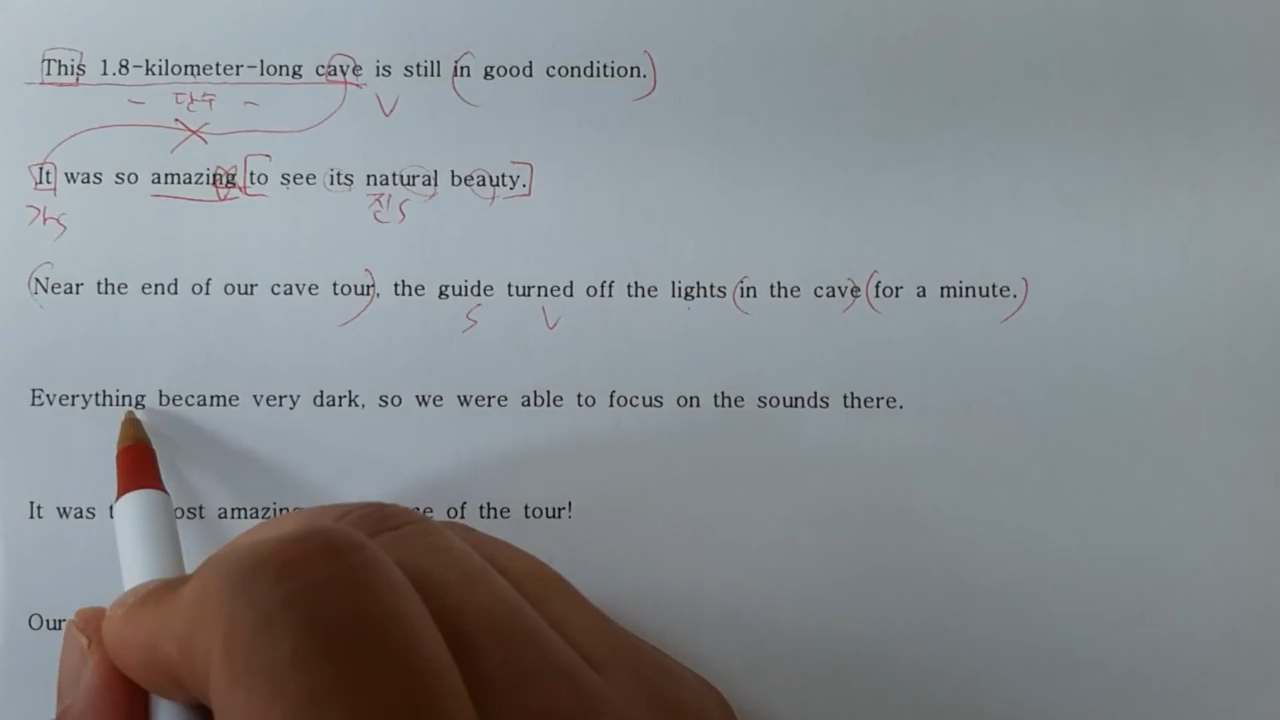 This 1.8-kilometer-long cave is still in good condition.
- 단수 - V
It was so amazing to see its natural beauty.
가S 진S
Near the end of our cave tour, the guide turned off the lights in the cave for a minute.
S V
Everything became very dark, so we were able to focus on the sounds there.
It was of the tour!
Our